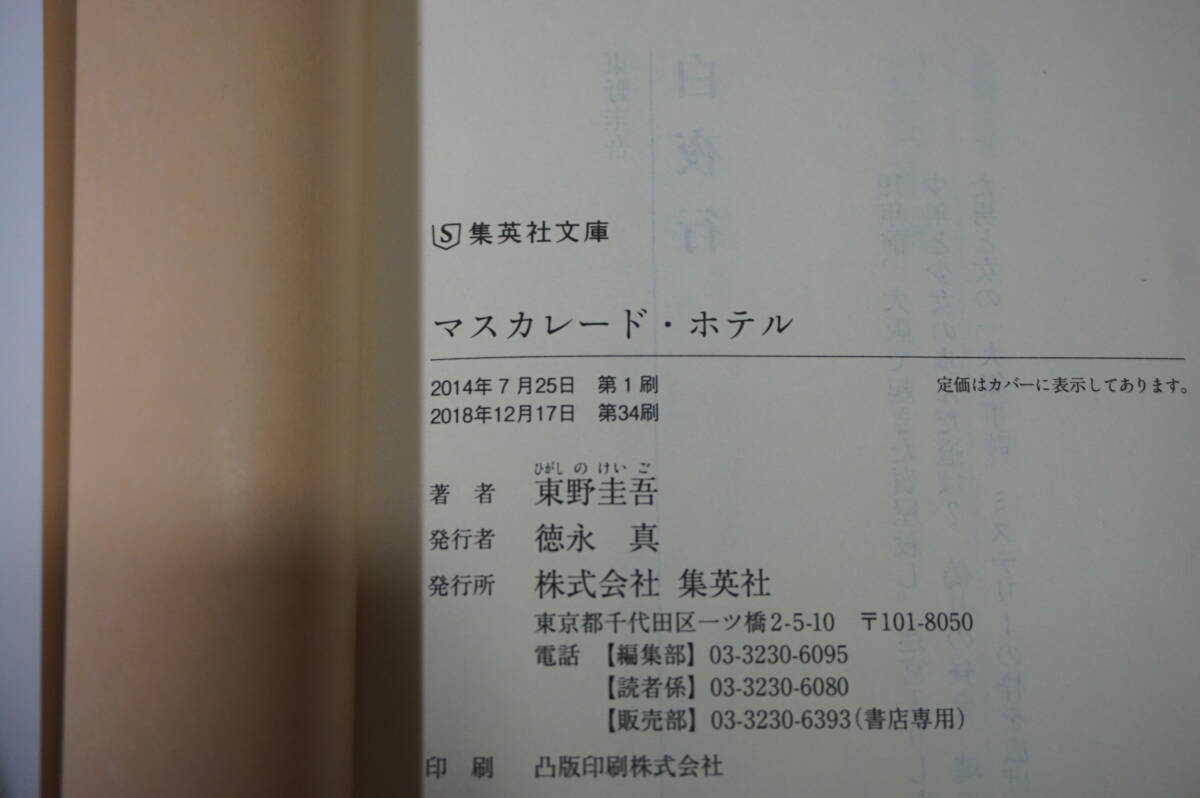 S 集英社文庫
マスカレード・ホテル
2014年7月25日 第1刷
定価はカバーに表示してあります。
2018年12月17日 第34刷
ひがし の けい ご
著 者 東野圭吾
発行者 徳永 真
発行所 株式会社 集英社
東京都千代田区一ツ橋2-5-10 〒101-8050
電話 【編集部】03-3230-6095
【読者係】03-3230-6080
【販売部】03-3230-6393(書店専用)
印 刷 凸版印刷株式会社
白夜行
東野圭吾